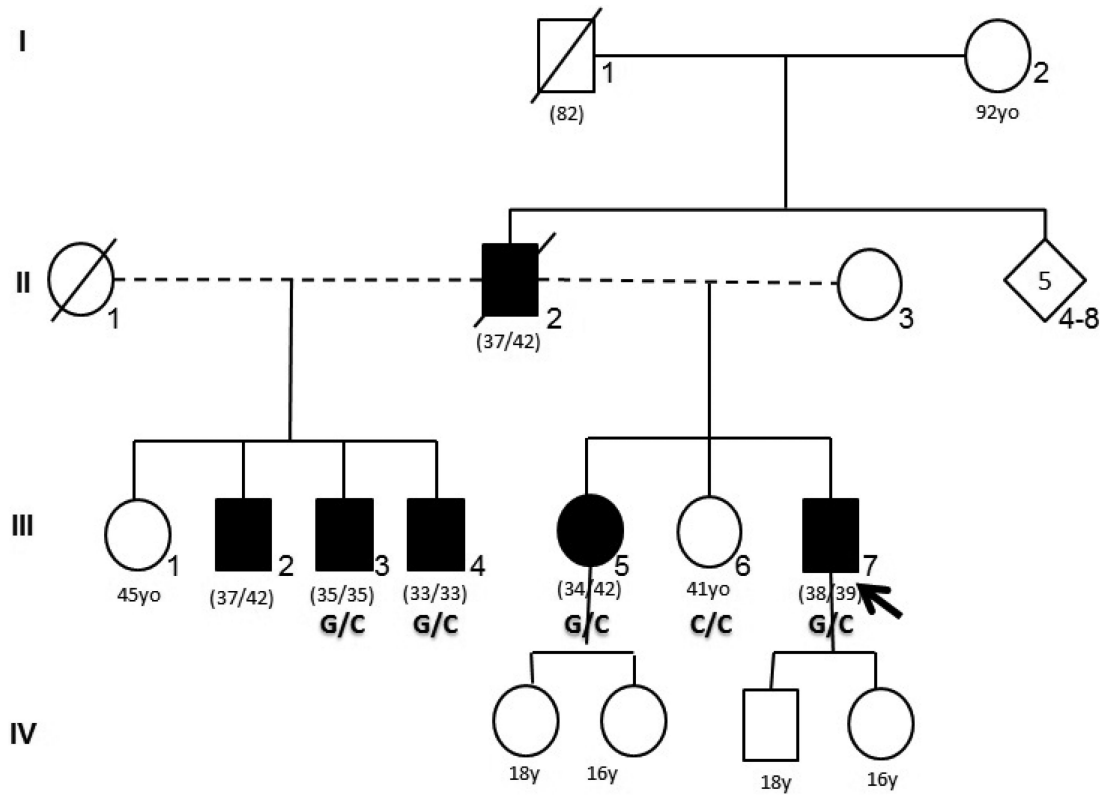 I
1
2
(82)
92yo
II
1
2
3
5
4-8
(37/42)
III
1
2
3
4
5
6
7
45yo
(37/42)
(35/35)
(33/33)
(34/42)
41yo
(38/39)
G/C
G/C
G/C
C/C
G/C
IV
18y
16y
18y
16y